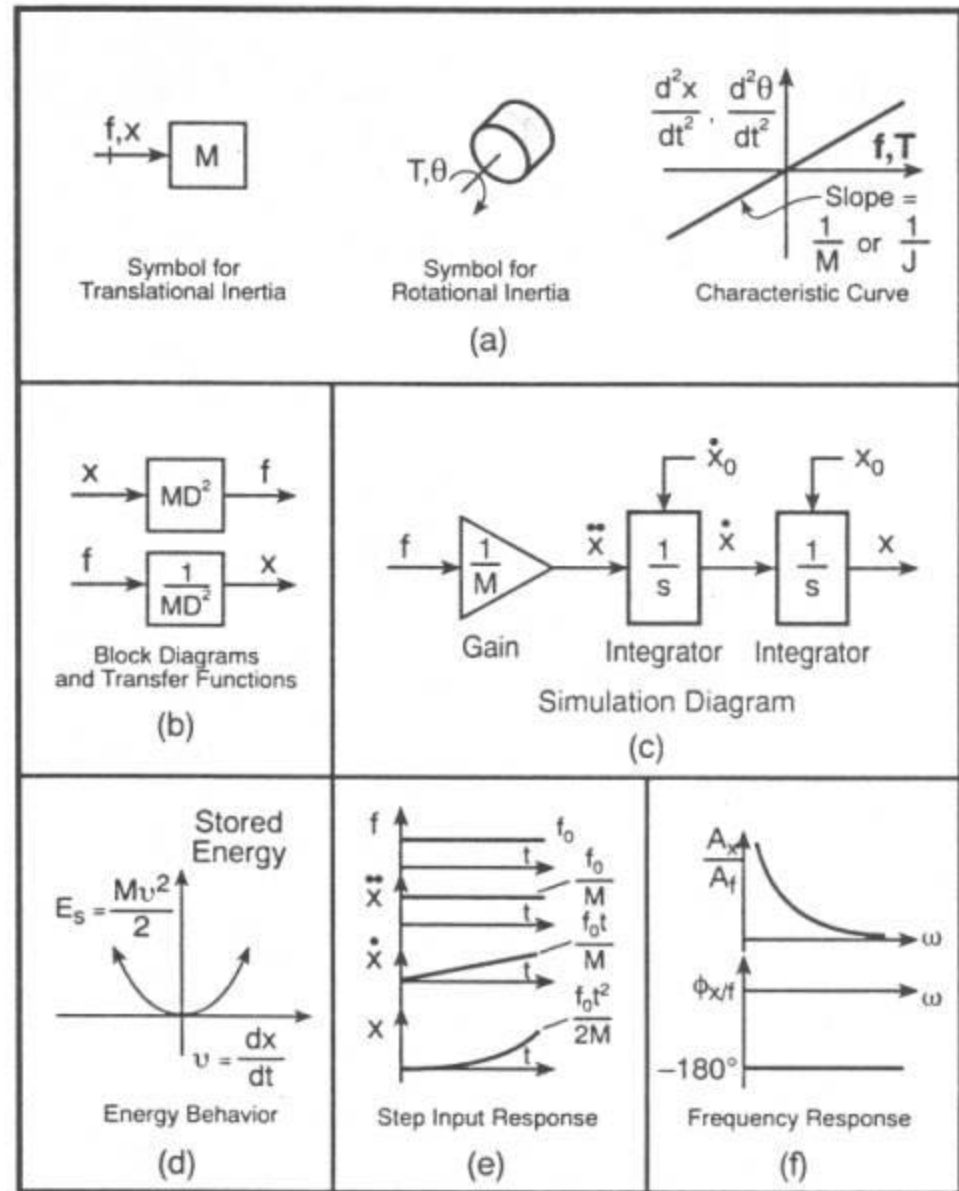 f,x
M
Symbol for
Translational Inertia
T,θ
Symbol for
Rotational Inertia
d²x/dt², d²θ/dt²
f,T
Slope =
1/M or 1/J
Characteristic Curve
(a)
x
MD²
f
f
1/MD²
x
Block Diagrams
and Transfer Functions
(b)
ẋ₀
x₀
f
1/M
ẍ
1/s
ẋ
1/s
x
Gain
Integrator
Integrator
Simulation Diagram
(c)
Stored
Energy
Eₛ = Mυ²/2
υ = dx/dt
Energy Behavior
(d)
f
f₀
t
ẍ
f₀/M
t
ẋ
f₀t/M
t
x
f₀t²/2M
t
Step Input Response
(e)
Aₓ/A_f
ω
ϕx/f
ω
−180°
Frequency Response
(f)